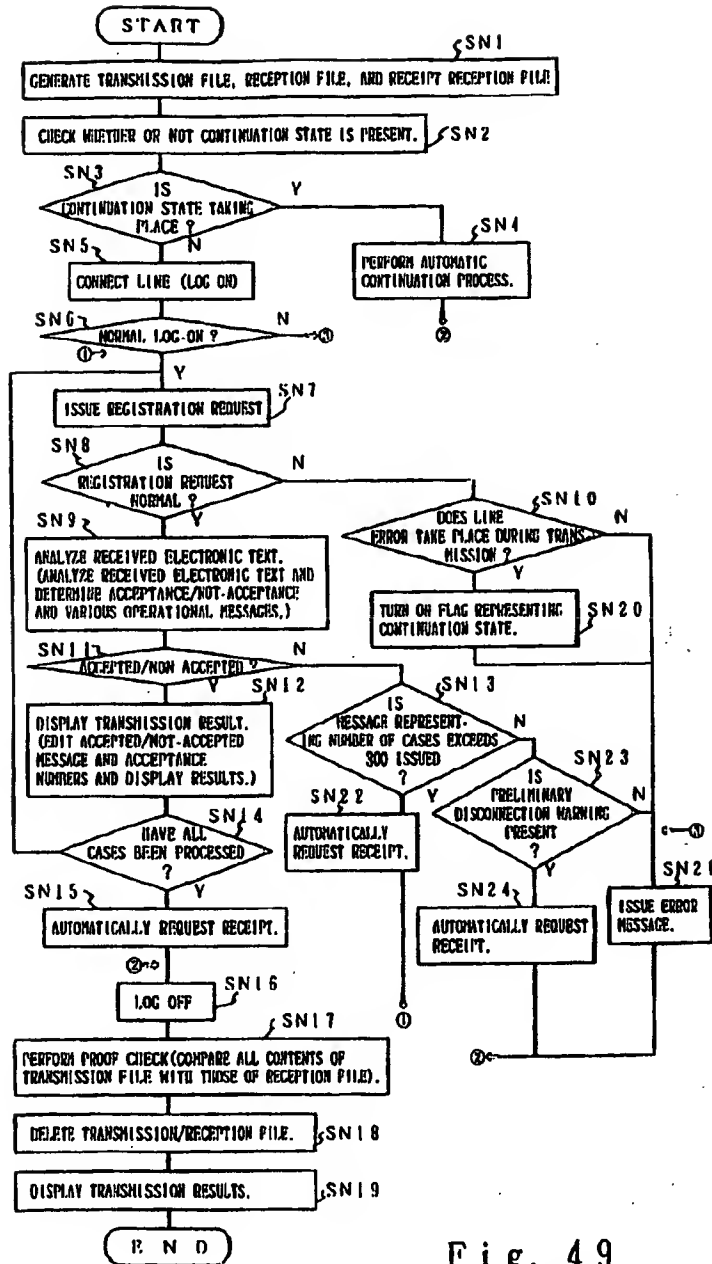 START
SN1
GENERATE TRANSMISSION FILE, RECEPTION FILE, AND RECEIPT RECEPTION FILE
CHECK WHETHER OR NOT CONTINUATION STATE IS PRESENT.
SN2
SN3
IS
CONTINUATION STATE TAKING
PLACE ?
Y
N
SN4
PERFORM AUTOMATIC
CONTINUATION PROCESS.
②
SN5
CONNECT LINE (LOG ON)
SN6
NORMAL LOG-ON ?
N
③
①
Y
SN7
ISSUE REGISTRATION REQUEST
SN8
IS
REGISTRATION REQUEST
NORMAL ?
N
Y
SN9
ANALYZE RECEIVED ELECTRONIC TEXT.
(ANALYZE RECEIVED ELECTRONIC TEXT AND
DETERMINE ACCEPTANCE/NOT-ACCEPTANCE
AND VARIOUS OPERATIONAL MESSAGES.)
SN10
DOES LINE
ERROR TAKE PLACE DURING TRANS
MISSION ?
N
Y
TURN ON FLAG REPRESENTING
CONTINUATION STATE.
SN20
SN11
ACCEPTED/NON ACCEPTED ?
N
Y
SN12
DISPLAY TRANSMISSION RESULT.
(EDIT ACCEPTED/NOT-ACCEPTED
MESSAGE AND ACCEPTANCE
NUMBERS AND DISPLAY RESULTS.)
SN13
IS
MESSAGE REPRESENT-
ING NUMBER OF CASES EXCEEDS
300 ISSUED
?
N
Y
SN22
AUTOMATICALLY
REQUEST RECEIPT.
①
SN23
IS
PRELIMINARY
DISCONNECTION WARNING
PRESENT
?
N
Y
SN24
AUTOMATICALLY REQUEST
RECEIPT.
③
SN21
ISSUE ERROR
MESSAGE.
②
SN14
HAVE ALL
CASES BEEN PROCESSED
?
Y
SN15
AUTOMATICALLY REQUEST RECEIPT.
②
SN16
LOG OFF
SN17
PERFORM PROOF CHECK(COMPARE ALL CONTENTS OF
TRANSMISSION FILE WITH THOSE OF RECEPTION FILE).
DELETE TRANSMISSION/RECEPTION FILE.
SN18
DISPLAY TRANSMISSION RESULTS.
SN19
END
Fig. 49